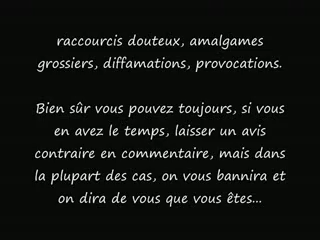 raccourcis douteux, amalgames
grossiers, diffamations, provocations.
Bien sûr vous pouvez toujours, si vous
en avez le temps, laisser un avis
contraire en commentaire, mais dans
la plupart des cas, on vous bannira et
on dira de vous que vous êtes...